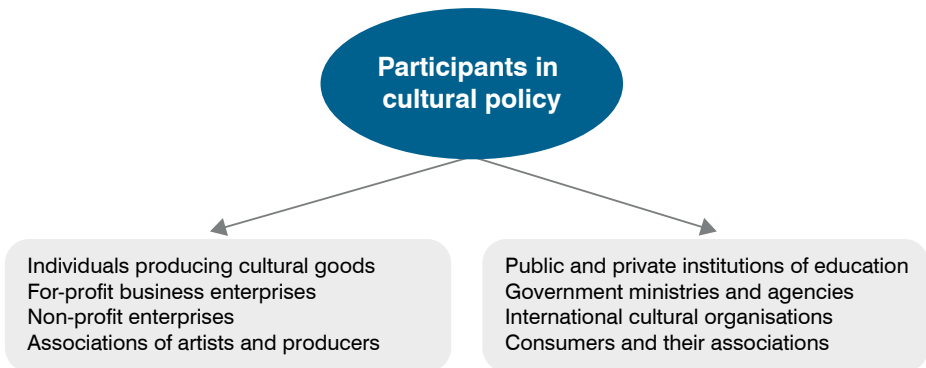 Participants in
cultural policy
Individuals producing cultural goods
For-profit business enterprises
Non-profit enterprises
Associations of artists and producers
Public and private institutions of education
Government ministries and agencies
International cultural organisations
Consumers and their associations